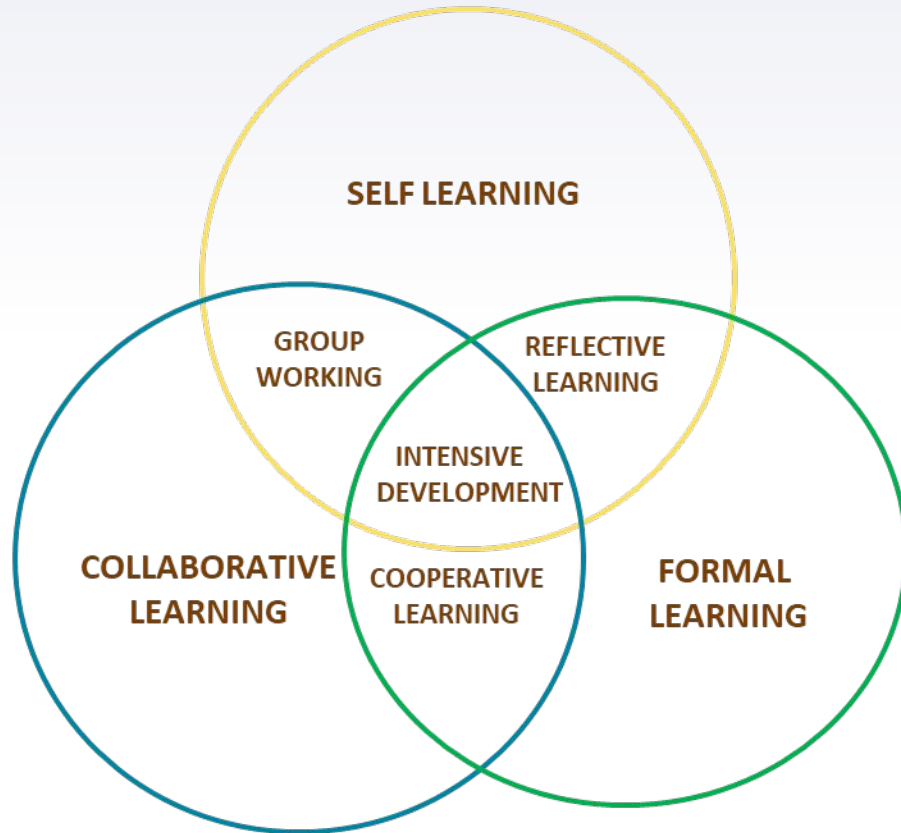 SELF LEARNING
GROUP
WORKING
REFLECTIVE
LEARNING
INTENSIVE
DEVELOPMENT
COLLABORATIVE
LEARNING
COOPERATIVE
LEARNING
FORMAL
LEARNING